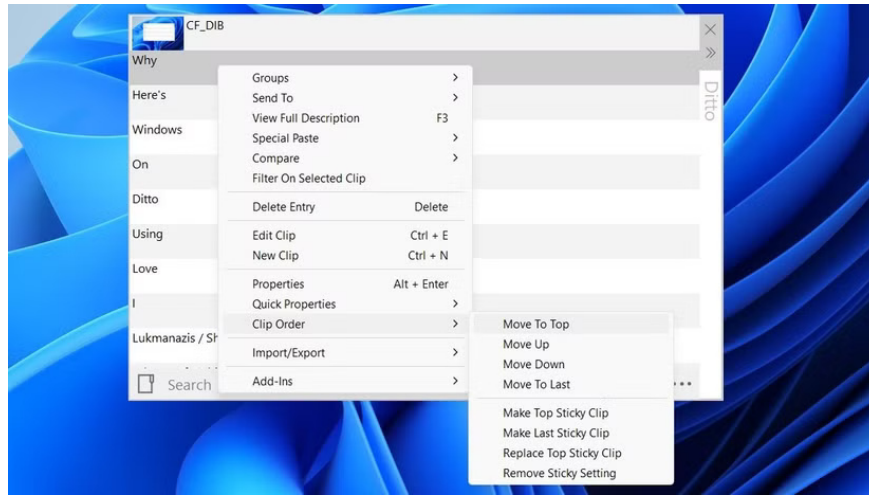 CF_DIB
Why
Here's
Windows
On
Ditto
Using
Love
I
Lukmanazis / Sh
Search
Ditto
Groups
Send To
View Full Description F3
Special Paste
Compare
Filter On Selected Clip
Delete Entry Delete
Edit Clip Ctrl + E
New Clip Ctrl + N
Properties Alt + Enter
Quick Properties
Clip Order
Import/Export
Add-Ins
Move To Top
Move Up
Move Down
Move To Last
Make Top Sticky Clip
Make Last Sticky Clip
Replace Top Sticky Clip
Remove Sticky Setting